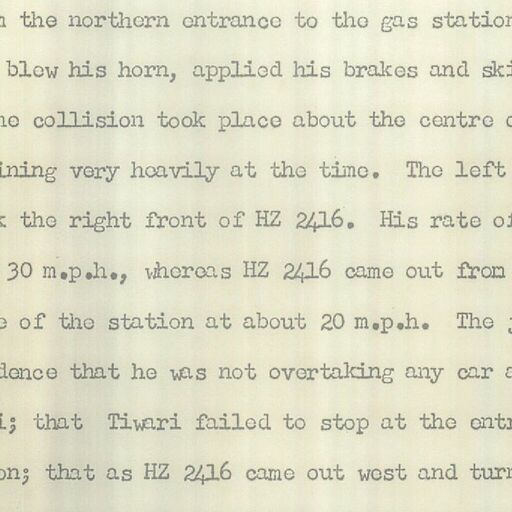 n the northern entrance to the gas station
blew his horn, applied his brakes and ski
he collision took place about the centre o
ining very heavily at the time. The left
k the right front of HZ 2416. His rate of
30 m.p.h., whereas HZ 2416 came out from
e of the station at about 20 m.p.h. The j
dence that he was not overtaking any car a
i; that Tiwari failed to stop at the entr
on; that as HZ 2416 came out west and turn